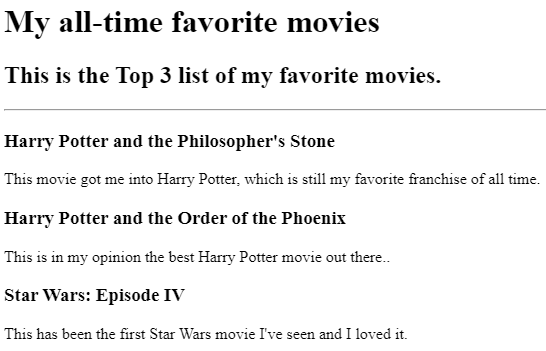 My all-time favorite movies
This is the Top 3 list of my favorite movies.
Harry Potter and the Philosopher's Stone
This movie got me into Harry Potter, which is still my favorite franchise of all time.
Harry Potter and the Order of the Phoenix
This is in my opinion the best Harry Potter movie out there..
Star Wars: Episode IV
This has been the first Star Wars movie I've seen and I loved it.